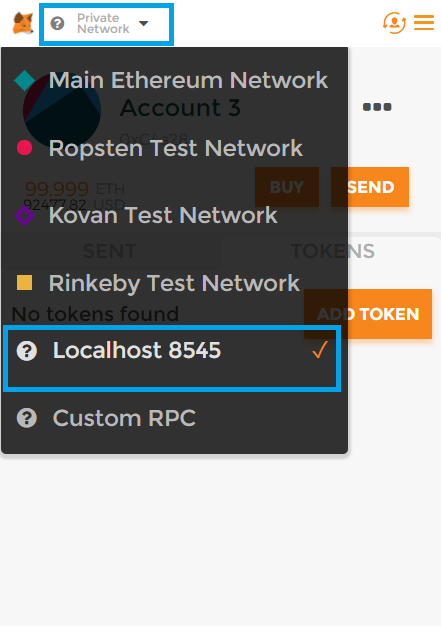 Private
Network
Main Ethereum Network
Account 3
Ropsten Test Network
99.999 ETH
BUY
SEND
92477.82 USD
Kovan Test Network
SENT
TOKENS
Rinkeby Test Network
No tokens found
ADD TOKEN
Localhost 8545
Custom RPC